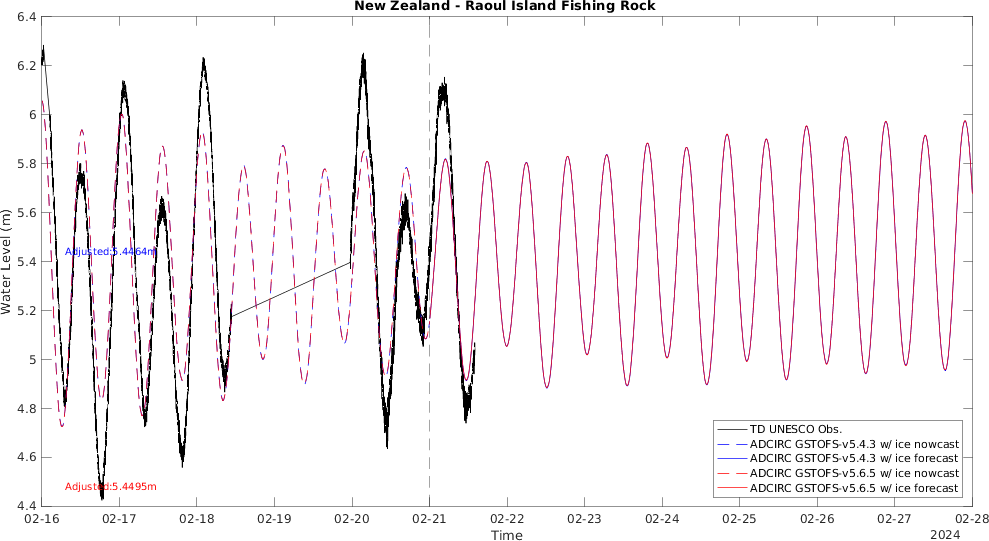 New Zealand - Raoul Island Fishing Rock
6.4
6.2
6
5.8
5.6
5.4
5.2
5
4.8
4.6
4.4
Water Level (m)
Adjusted:5.4464m
Adjusted:5.4495m
TD UNESCO Obs.
ADCIRC GSTOFS-v5.4.3 w/ ice nowcast
ADCIRC GSTOFS-v5.4.3 w/ ice forecast
ADCIRC GSTOFS-v5.6.5 w/ ice nowcast
ADCIRC GSTOFS-v5.6.5 w/ ice forecast
02-16 02-17 02-18 02-19 02-20 02-21 02-22 02-23 02-24 02-25 02-26 02-27 02-28
Time
2024